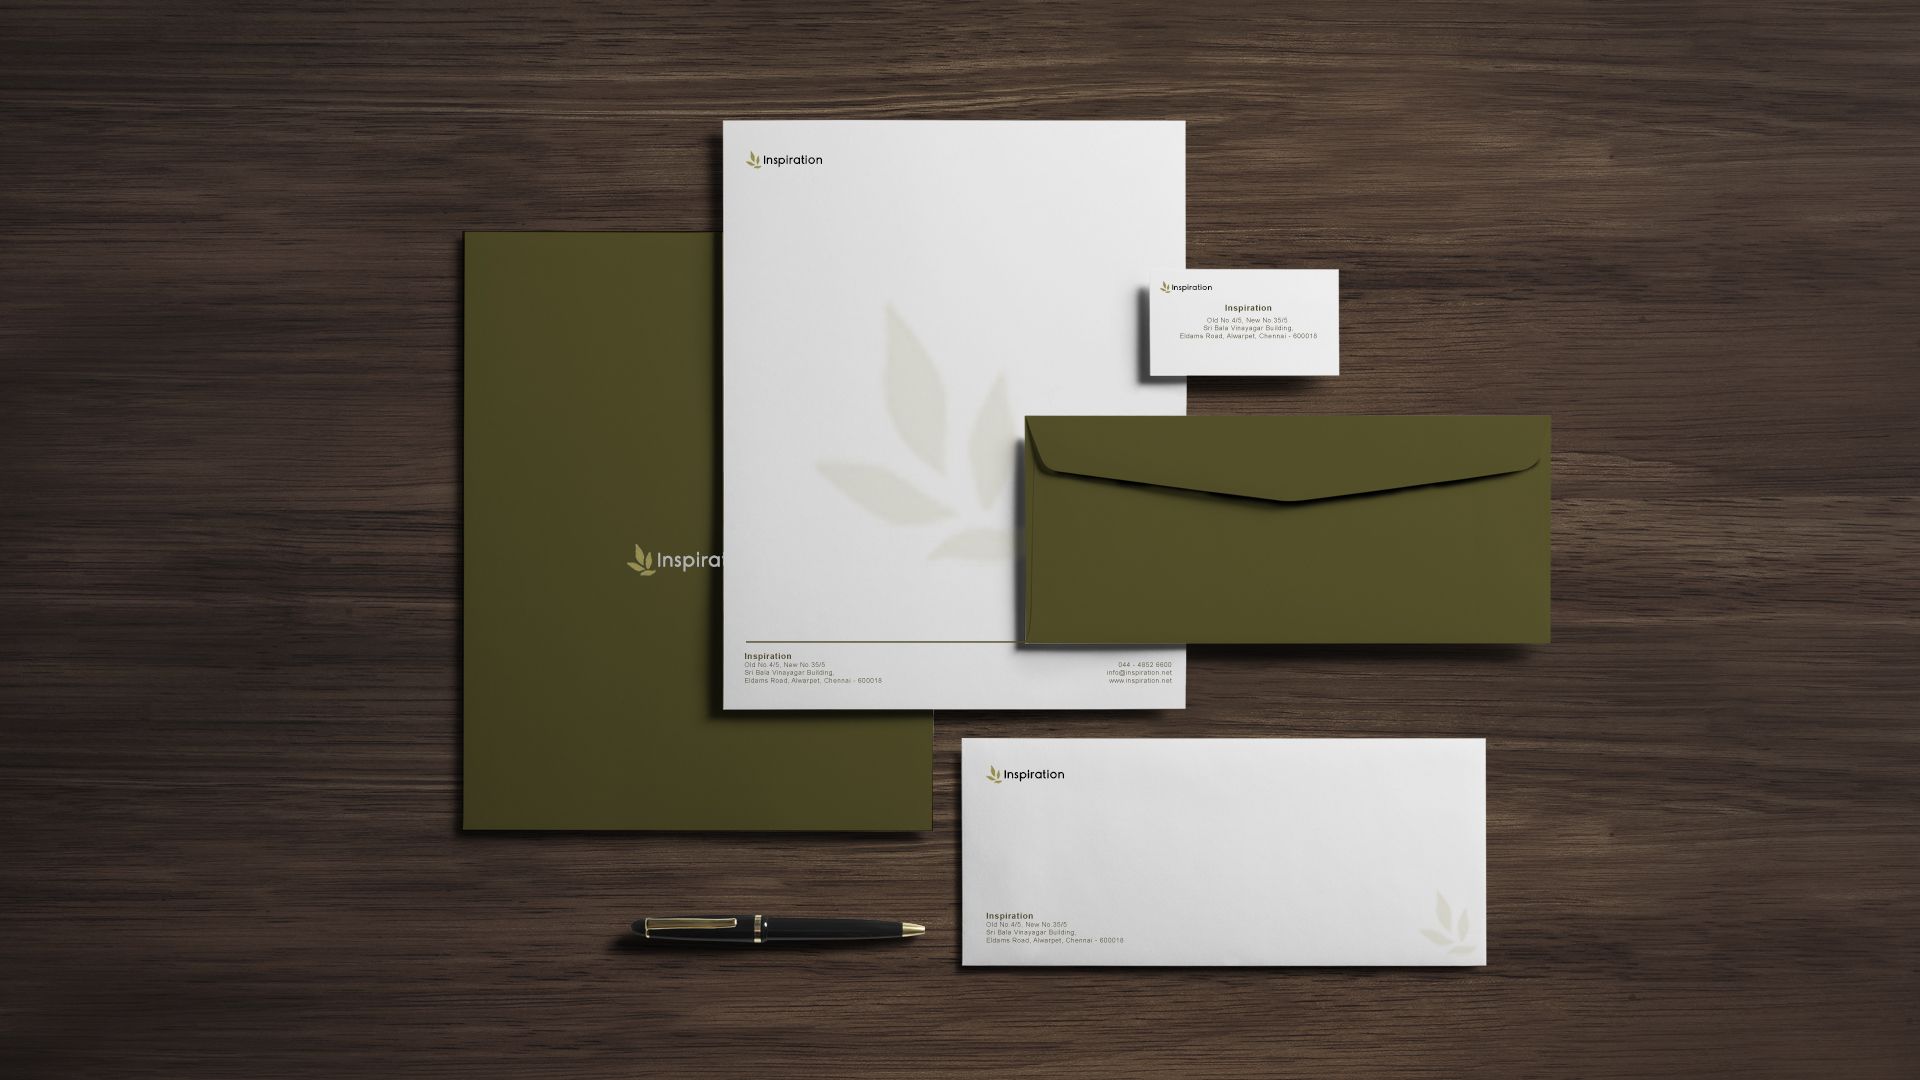 Inspiration
Inspiration
Inspiration
Old No.4/5, New No.35/5
Sri Bala Vinayagar Building,
Eldams Road, Alwarpet, Chennai - 600018
Inspirat
Inspiration
Old No.4/5, New No.35/5
Sri Bala Vinayagar Building,
Eldams Road, Alwarpet, Chennai - 600018
044 - 4852 6600
info@inspiration.net
www.inspiration.net
Inspiration
Inspiration
Old No.4/5, New No.35/5
Sri Bala Vinayagar Building,
Eldams Road, Alwarpet, Chennai - 600018